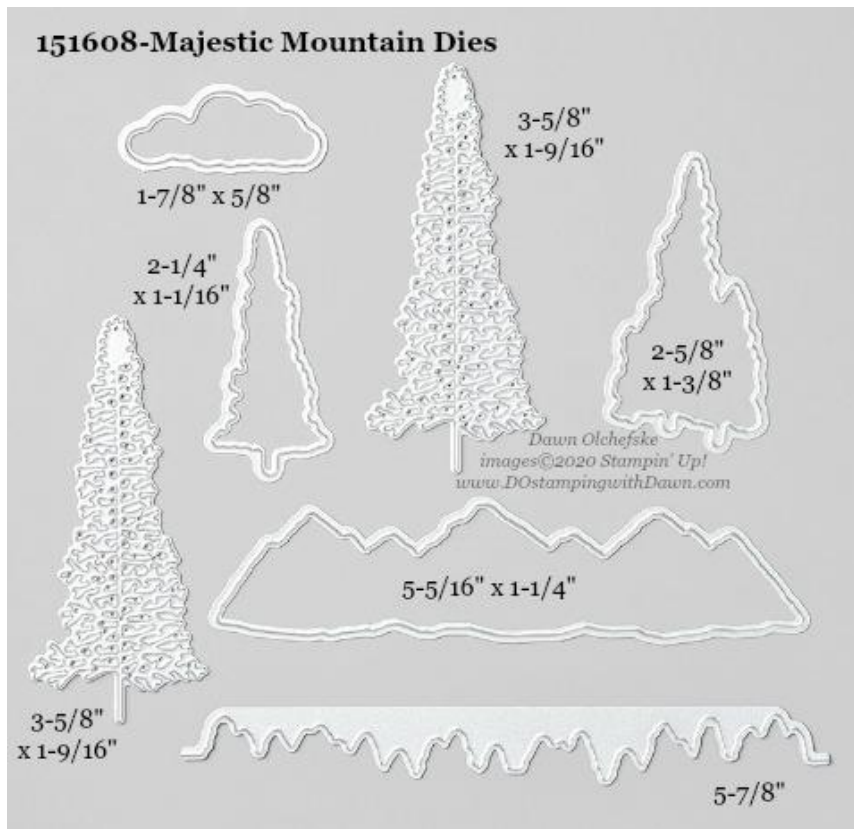 151608-Majestic Mountain Dies
3-5/8"
x 1-9/16"
1-7/8" x 5/8"
2-1/4"
x 1-1/16"
2-5/8"
x 1-3/8"
Dawn Olchefske
images©2020 Stampin' Up!
www.DOstampingwithDawn.com
5-5/16" x 1-1/4"
3-5/8"
x 1-9/16"
5-7/8"